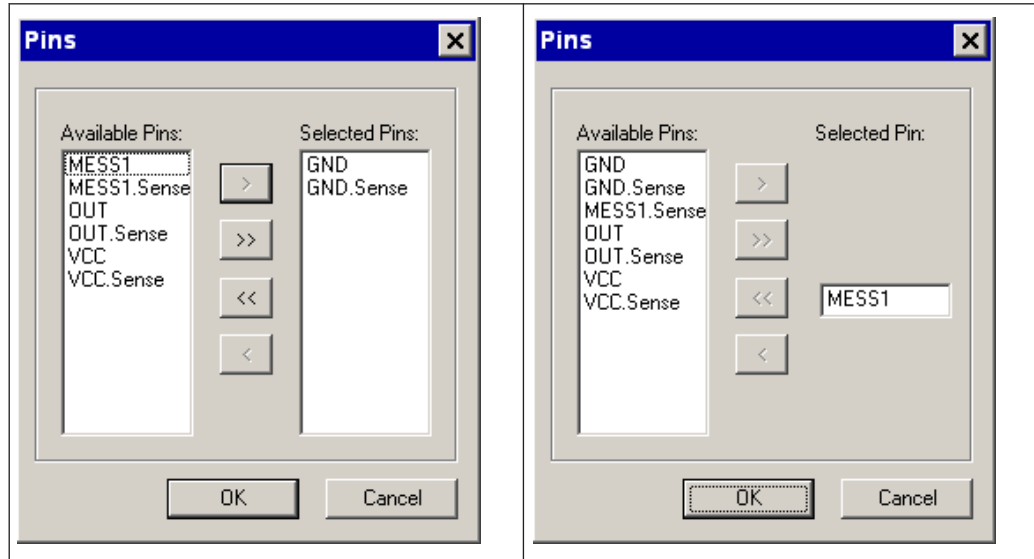 Pins
Available Pins:
MESS1
MESS1.Sense
OUT
OUT.Sense
VCC
VCC.Sense
>
>>
<<
<
Selected Pins:
GND
GND.Sense
OK
Cancel
Pins
Available Pins:
GND
GND.Sense
MESS1.Sense
OUT
OUT.Sense
VCC
VCC.Sense
>
>>
<<
<
Selected Pin:
MESS1
OK
Cancel